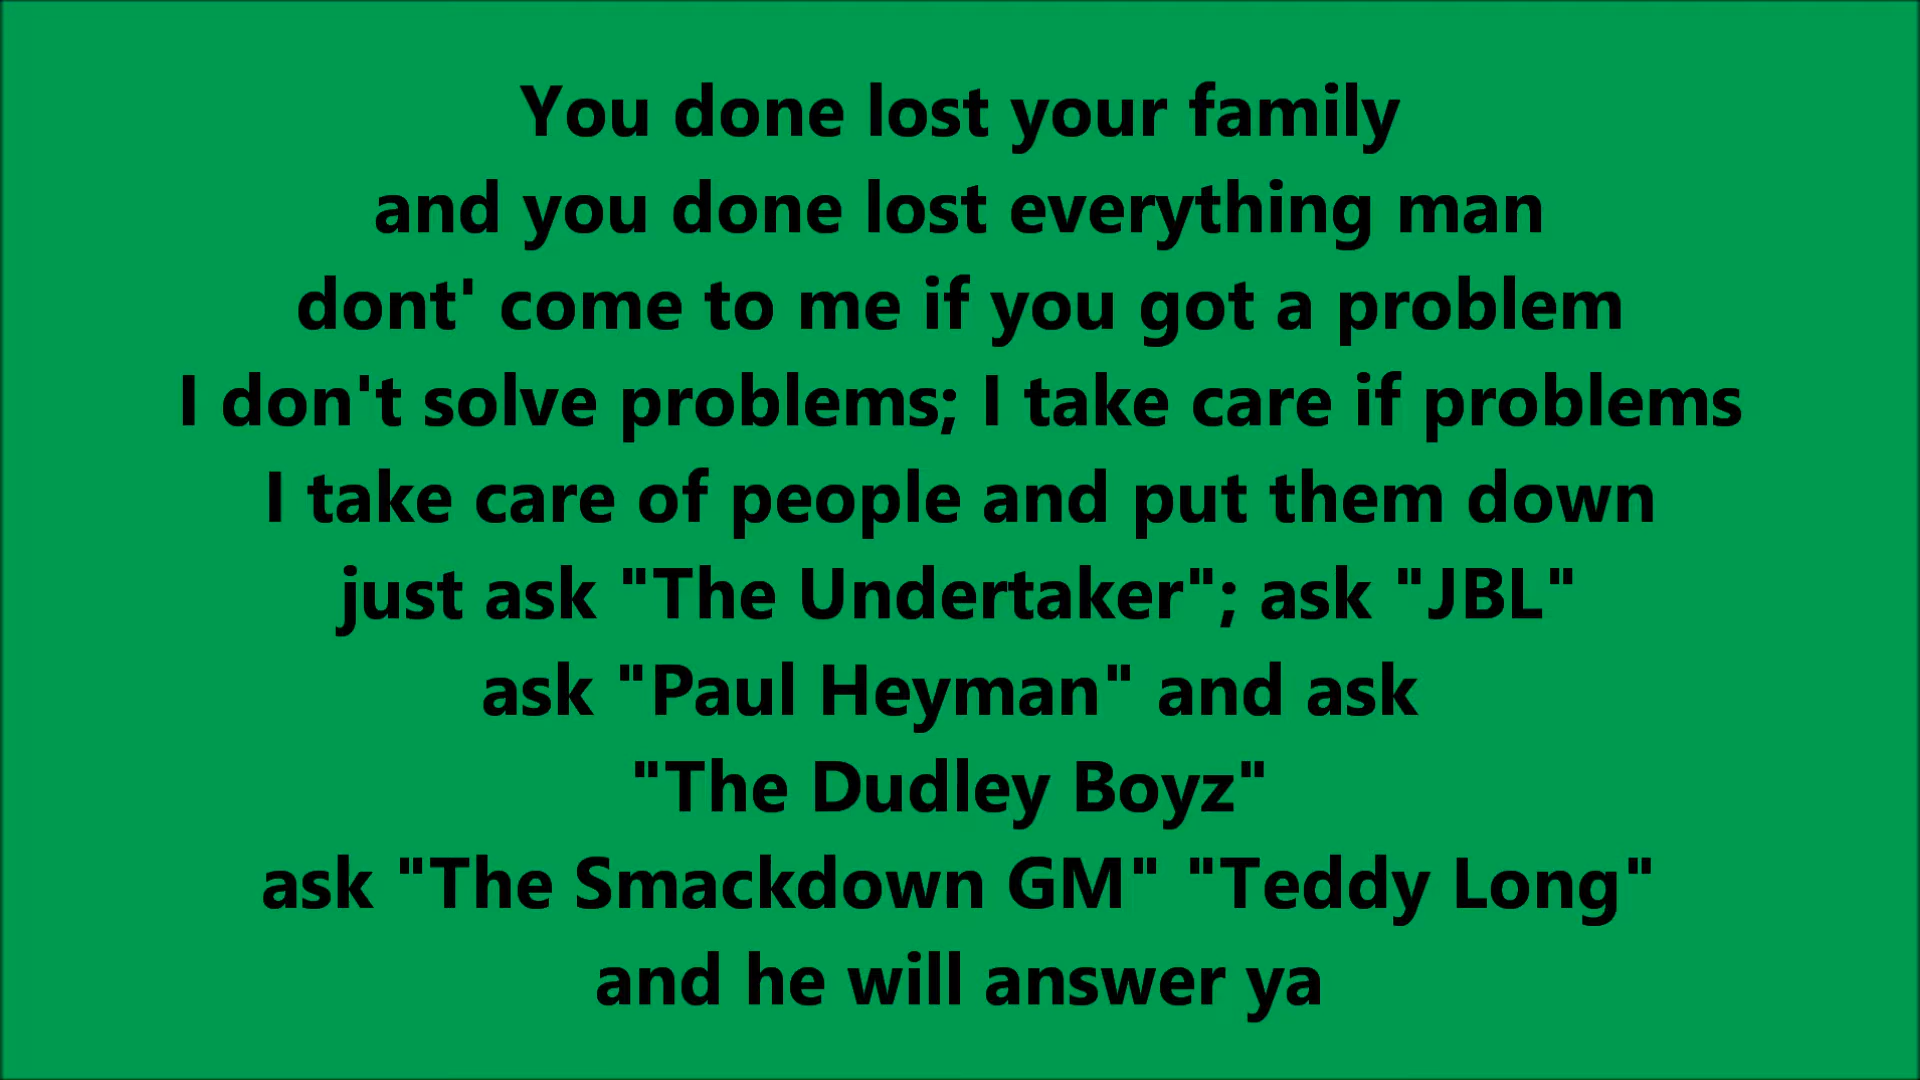 You done lost your family
and you done lost everything man
dont' come to me if you got a problem
I don't solve problems; I take care if problems
I take care of people and put them down
just ask "The Undertaker"; ask "JBL"
ask "Paul Heyman" and ask
"The Dudley Boyz"
ask "The Smackdown GM" "Teddy Long"
and he will answer ya